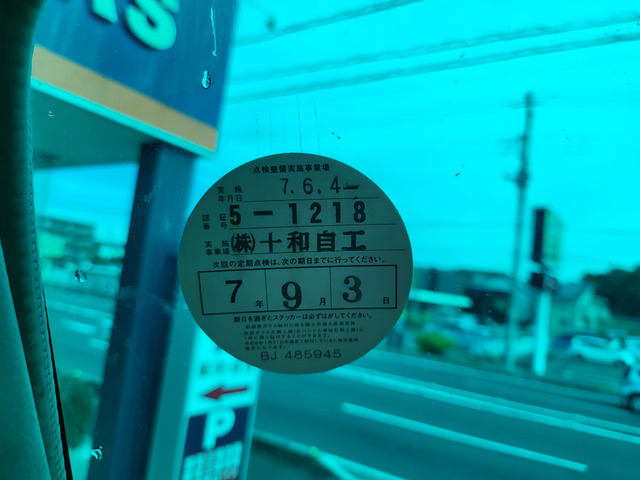 AS
点検整備実施事業場
実施
年月日
7.6.4
認証
番号
5-1218
実施
事業場
(株)十和自工
次回の定期点検は、次の期日までに行ってください。
7年9月3日
期日を過ぎたステッカーは必ずはがしてください。
BJ 485945
P